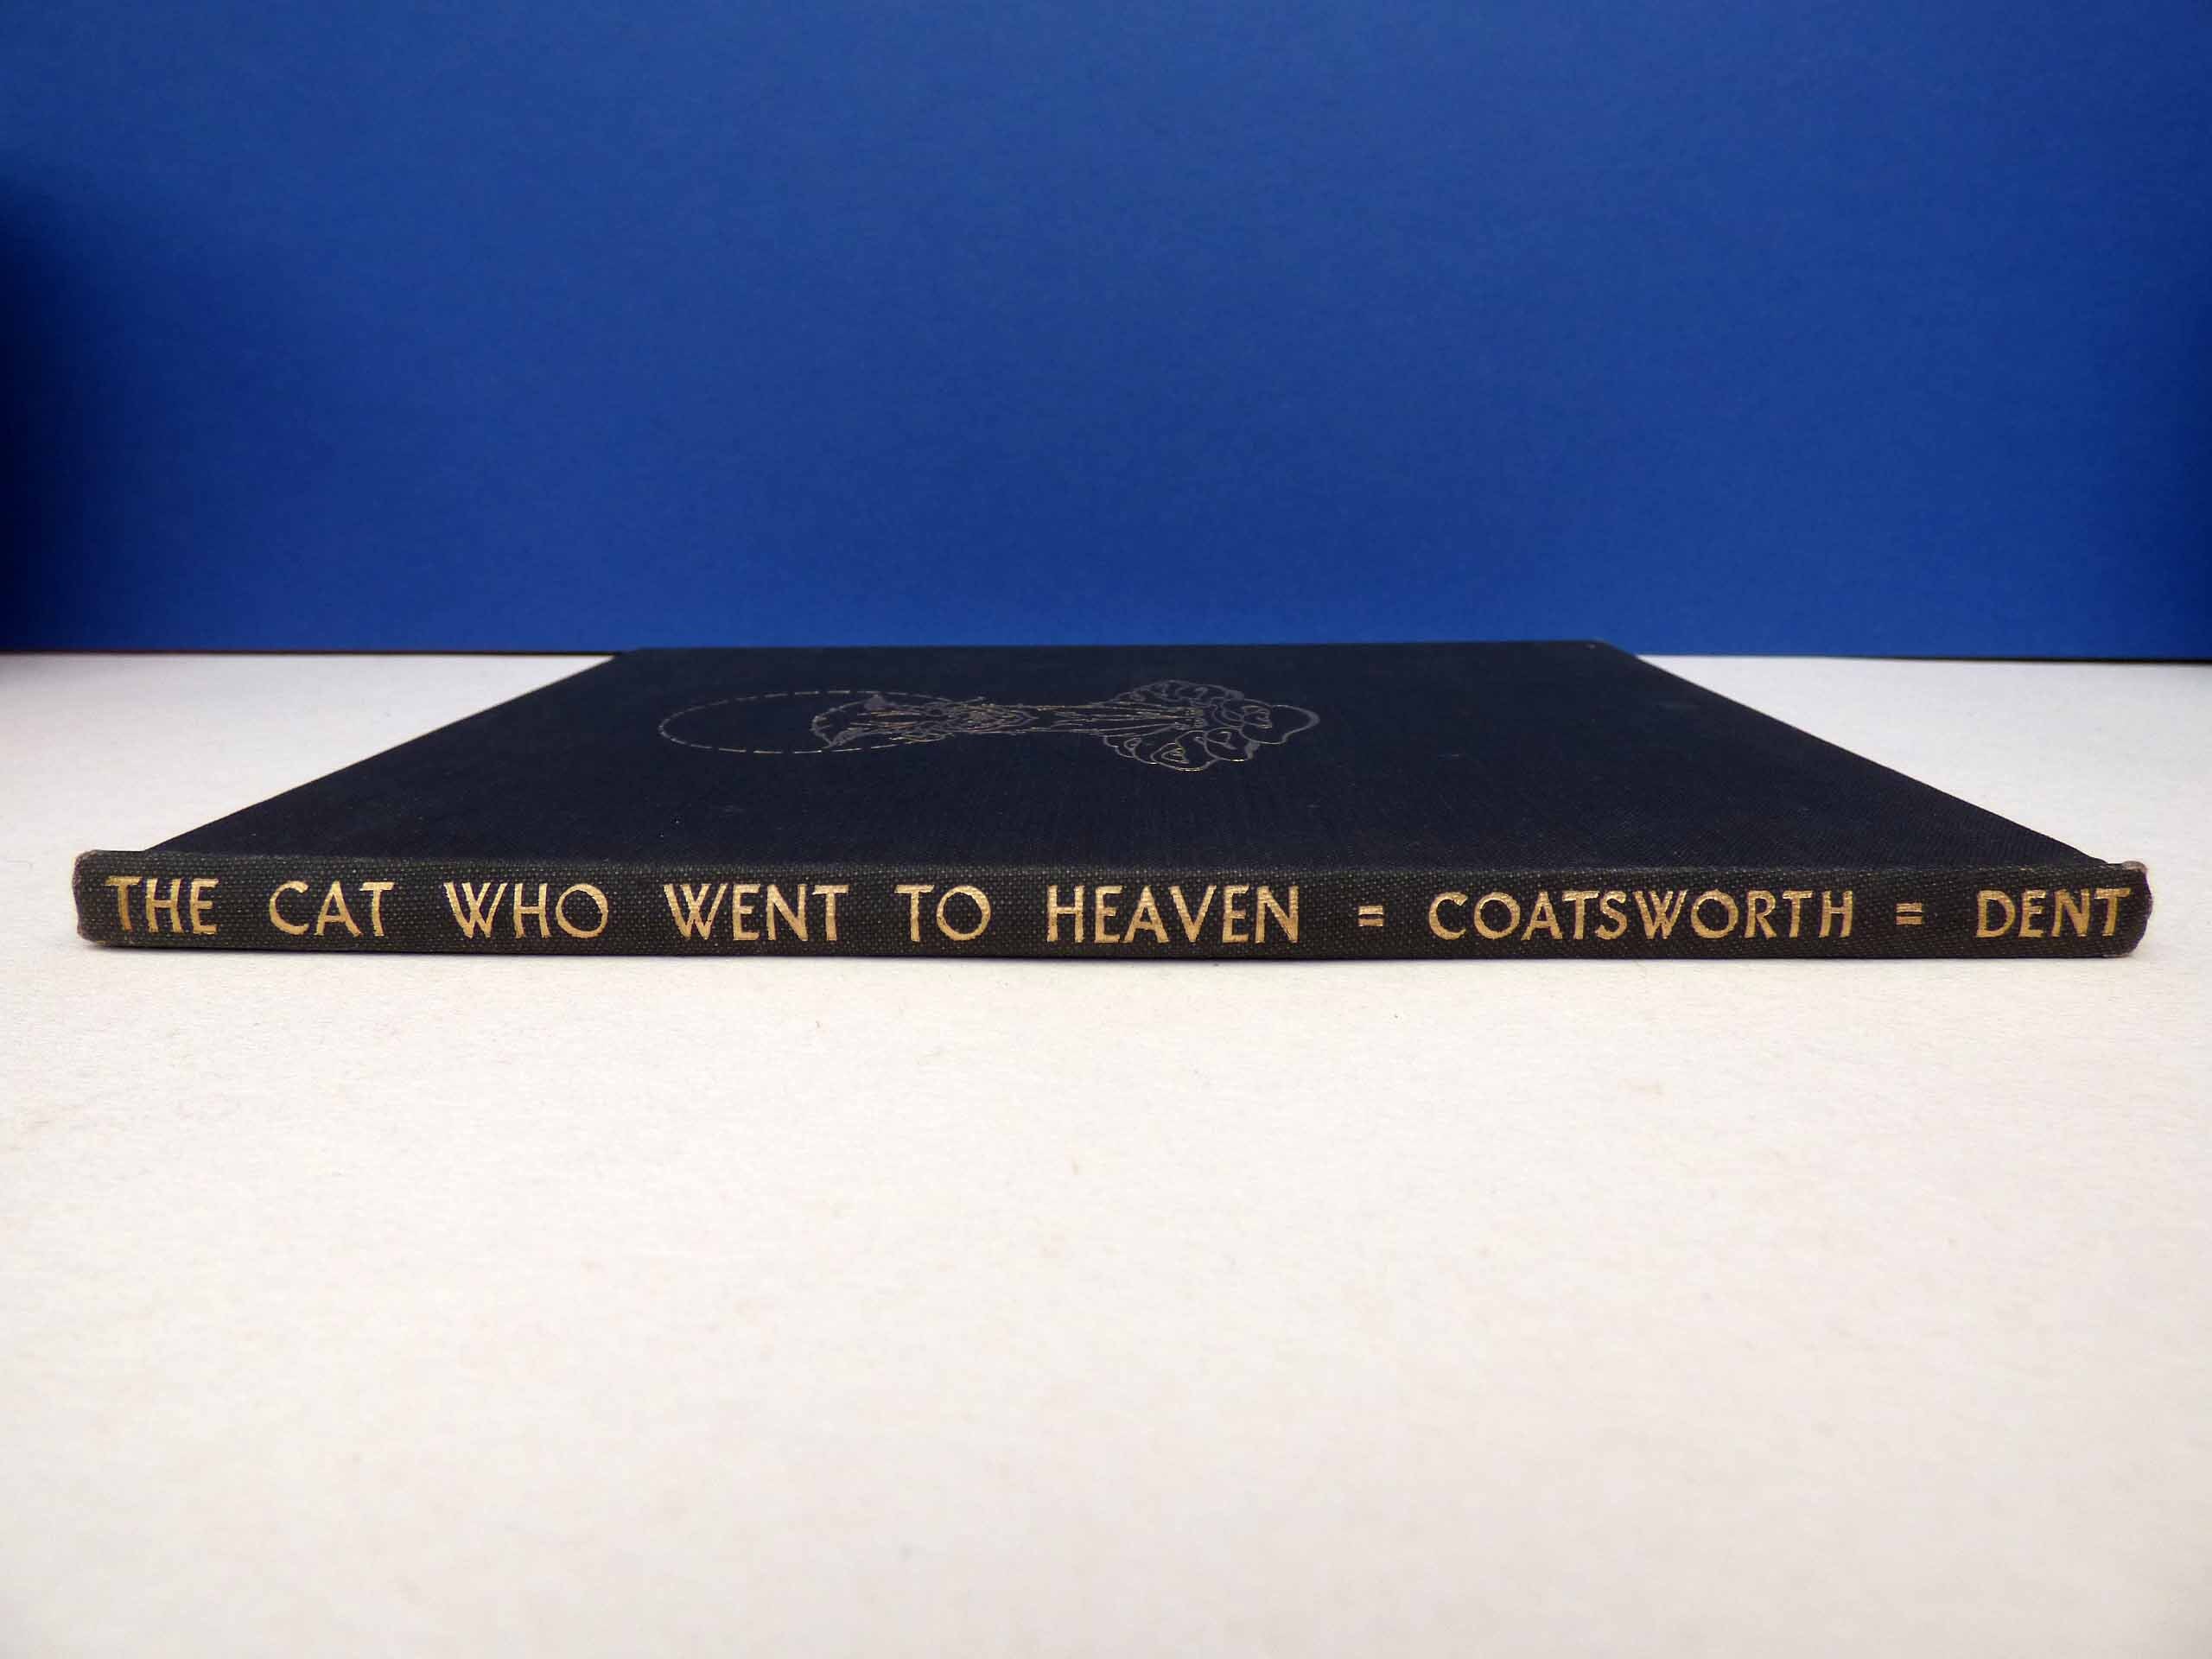 THE CAT WHO WENT TO HEAVEN = COATSWORTH = DENT